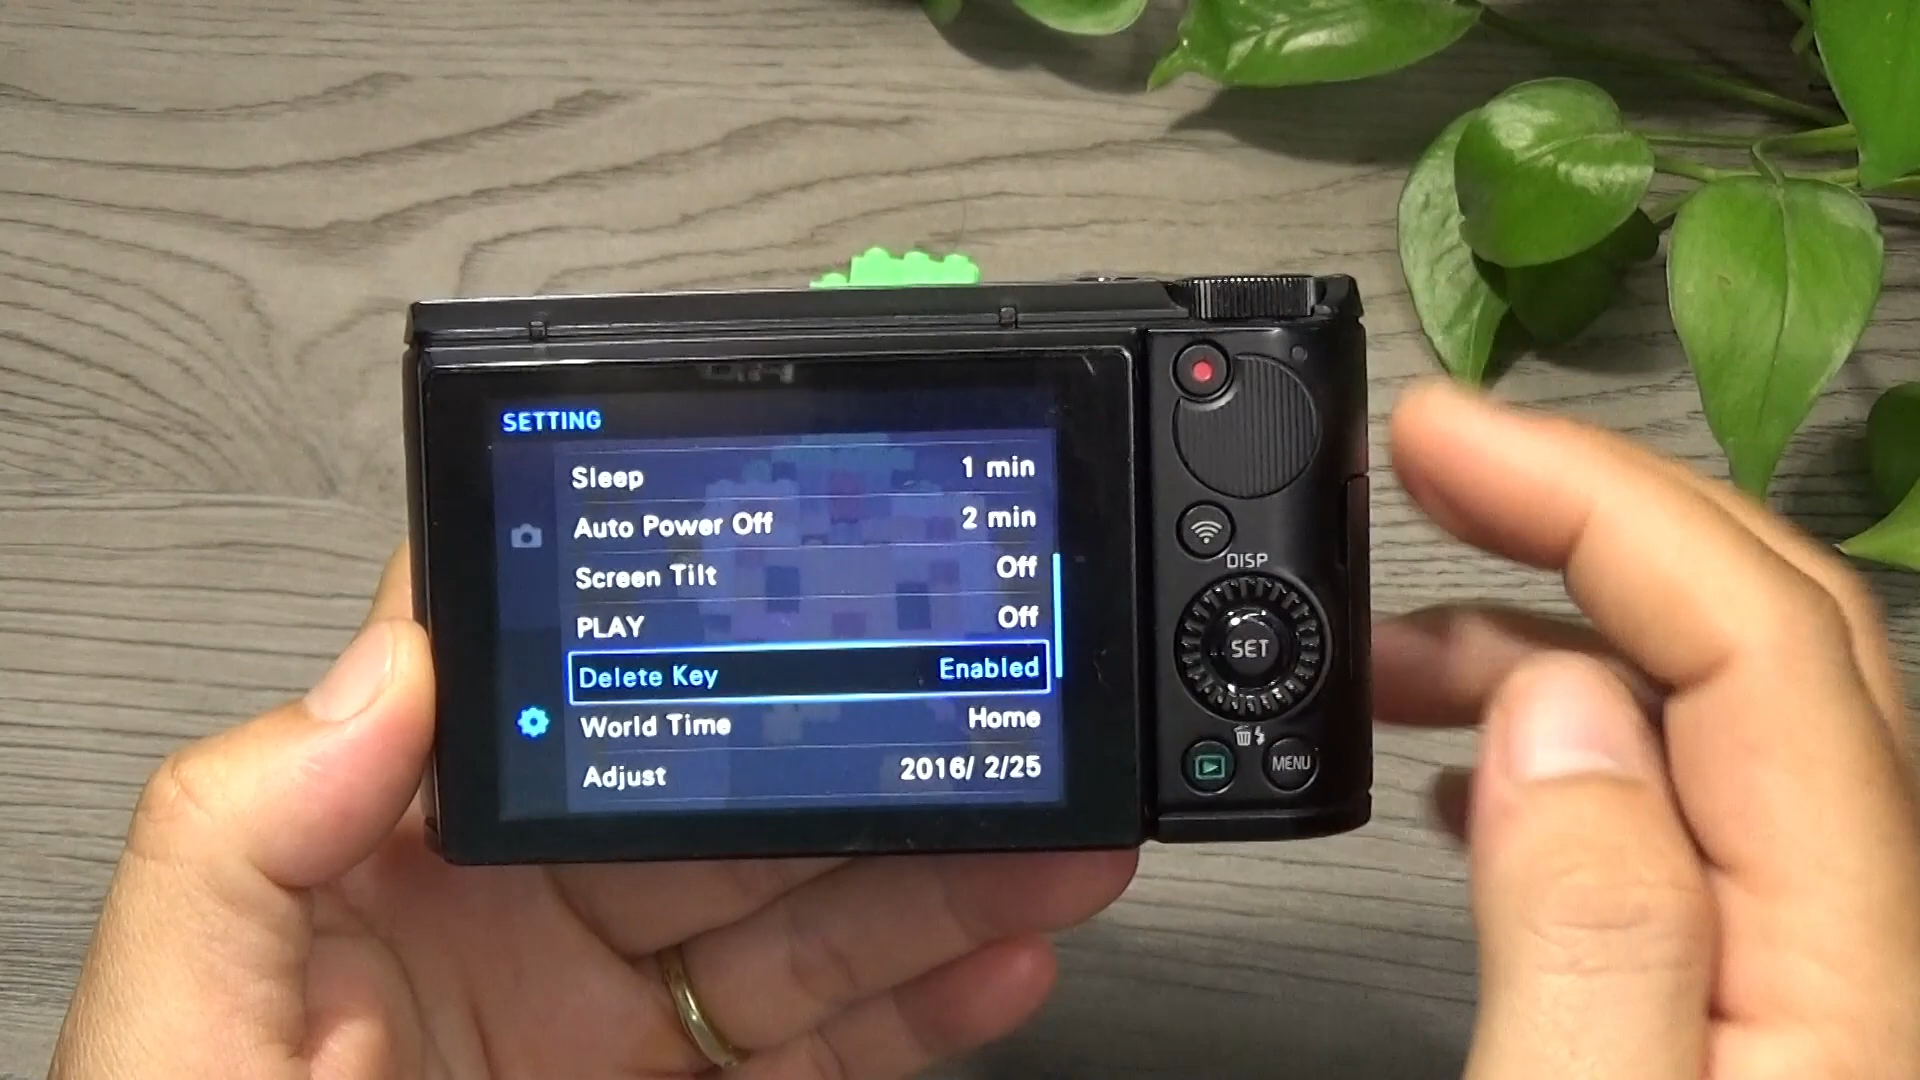 SETTING
Sleep 1 min
Auto Power Off 2 min
Screen Tilt Off
PLAY Off
Delete Key Enabled
World Time Home
Adjust 2016/ 2/25
DISP
SET
MENU